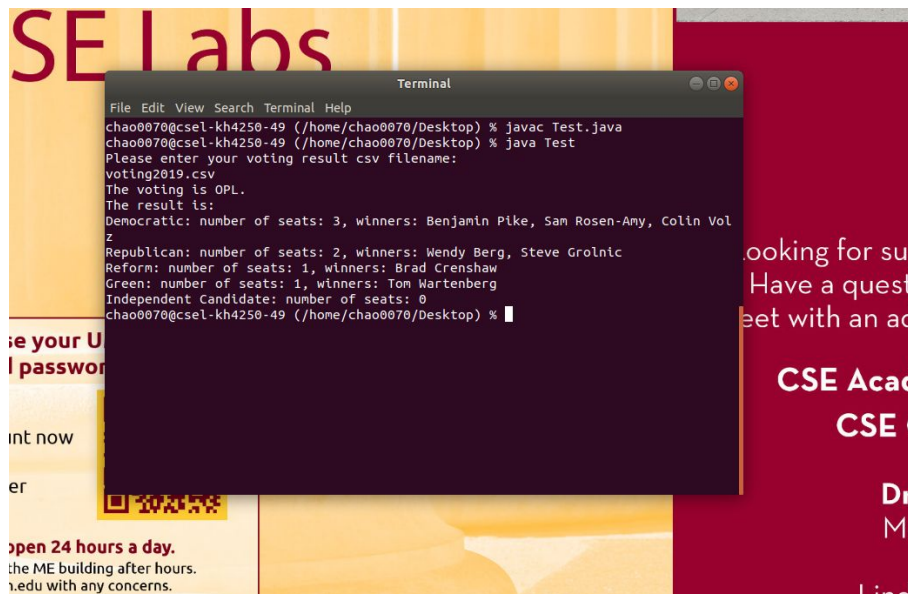 SE Labs
Terminal
File Edit View Search Terminal Help
chao0070@csel-kh4250-49 (/home/chao0070/Desktop) % javac Test.java
chao0070@csel-kh4250-49 (/home/chao0070/Desktop) % java Test
Please enter your voting result csv filename:
voting2019.csv
The voting is OPL.
The result is:
Democratic: number of seats: 3, winners: Benjamin Pike, Sam Rosen-Amy, Colin Vol
z
Republican: number of seats: 2, winners: Wendy Berg, Steve Grolnic
Reform: number of seats: 1, winners: Brad Crenshaw
Green: number of seats: 1, winners: Tom Wartenberg
Independent Candidate: number of seats: 0
chao0070@csel-kh4250-49 (/home/chao0070/Desktop) %
ooking for su
Have a quest
eet with an ac
CSE Acad
CSE
Dr
M
se your U
passwor
unt now
er
open 24 hours a day.
the ME building after hours.
n.edu with any concerns.